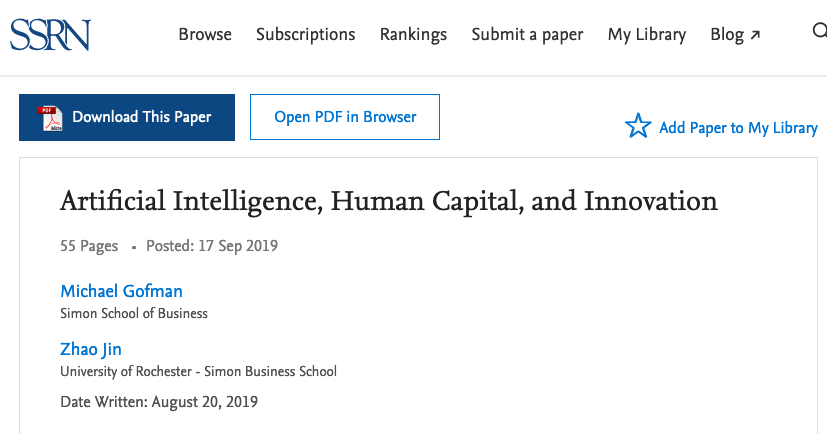 SSRN
Browse Subscriptions Rankings Submit a paper My Library Blog ↗
PDF Adobe Download This Paper Open PDF in Browser
Add Paper to My Library
Artificial Intelligence, Human Capital, and Innovation
55 Pages • Posted: 17 Sep 2019
Michael Gofman
Simon School of Business
Zhao Jin
University of Rochester - Simon Business School
Date Written: August 20, 2019